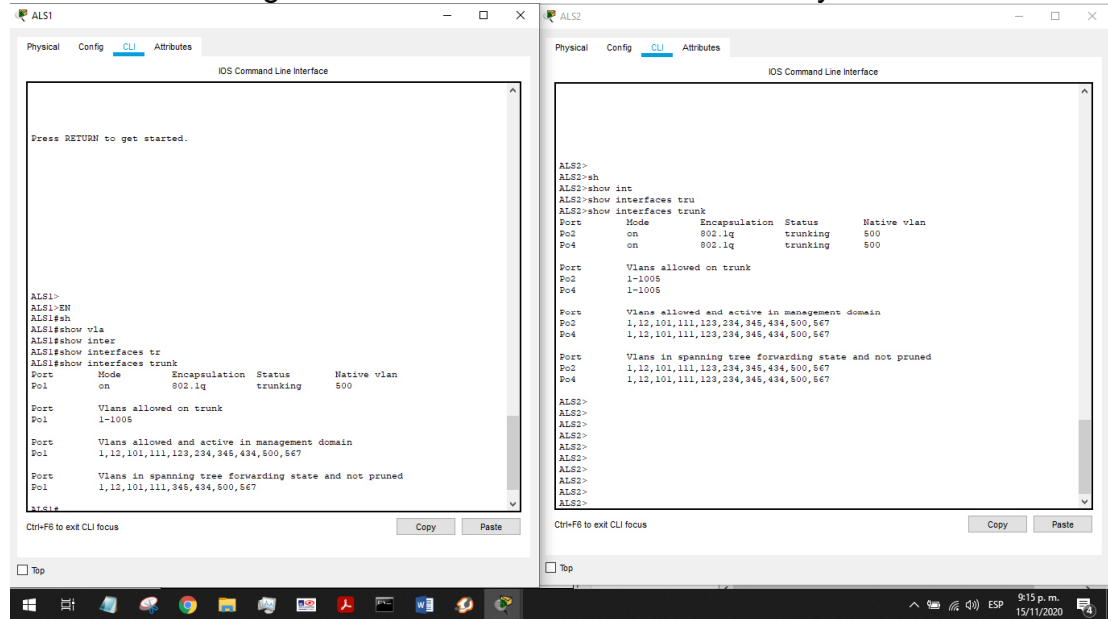 ALS1
Physical Config CLI Attributes
IOS Command Line Interface
Press RETURN to get started.
ALS1>
ALS1>EN
ALS1#sh
ALS1#show vla
ALS1#show inter
ALS1#show interfaces tr
ALS1#show interfaces trunk
Port Mode Encapsulation Status Native vlan
Po1 on 802.1q trunking 500
Port Vlans allowed on trunk
Po1 1-1005
Port Vlans allowed and active in management domain
Po1 1,12,101,111,123,234,345,434,500,567
Port Vlans in spanning tree forwarding state and not pruned
Po1 1,12,101,111,345,434,500,567
ALS1#
Ctrl+F6 to exit CLI focus
Copy Paste
Top
ALS2
Physical Config CLI Attributes
IOS Command Line Interface
ALS2>
ALS2>sh
ALS2>show int
ALS2>show interfaces tru
ALS2>show interfaces trunk
Port Mode Encapsulation Status Native vlan
Po2 on 802.1q trunking 500
Po4 on 802.1q trunking 500
Port Vlans allowed on trunk
Po2 1-1005
Po4 1-1005
Port Vlans allowed and active in management domain
Po2 1,12,101,111,123,234,345,434,500,567
Po4 1,12,101,111,123,234,345,434,500,567
Port Vlans in spanning tree forwarding state and not pruned
Po2 1,12,101,111,123,234,345,434,500,567
Po4 1,12,101,111,123,234,345,434,500,567
ALS2>
ALS2>
ALS2>
ALS2>
ALS2>
ALS2>
ALS2>
ALS2>
ALS2>
ALS2>
Ctrl+F6 to exit CLI focus
Copy Paste
Top
ESP
9:15 p. m.
15/11/2020
4